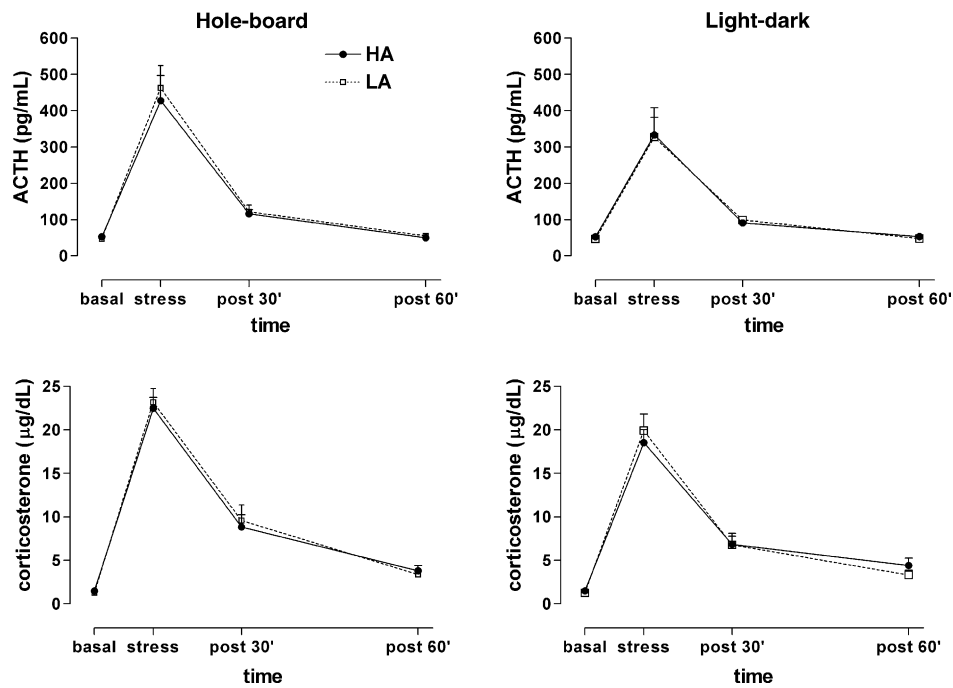 Hole-board
Light-dark
HA
LA
ACTH (pg/mL)
600
500
400
300
200
100
0
basal stress post 30' post 60'
time
ACTH (pg/mL)
600
500
400
300
200
100
0
basal stress post 30' post 60'
time
corticosterone (µg/dL)
25
20
15
10
5
0
basal stress post 30' post 60'
time
corticosterone (µg/dL)
25
20
15
10
5
0
basal stress post 30' post 60'
time